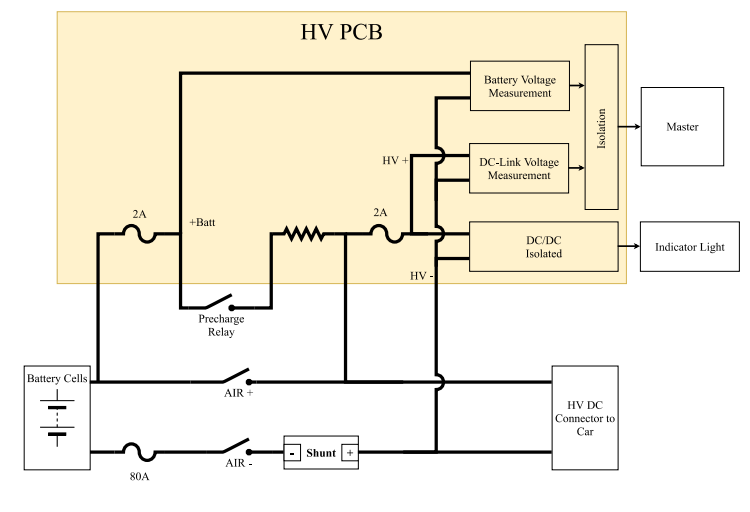 HV PCB
Battery Voltage
Measurement
Isolation
Master
HV +
DC-Link Voltage
Measurement
2A
+Batt
2A
DC/DC
Isolated
Indicator Light
HV -
Precharge
Relay
Battery Cells
AIR +
HV DC
Connector to
Car
- Shunt +
AIR -
80A